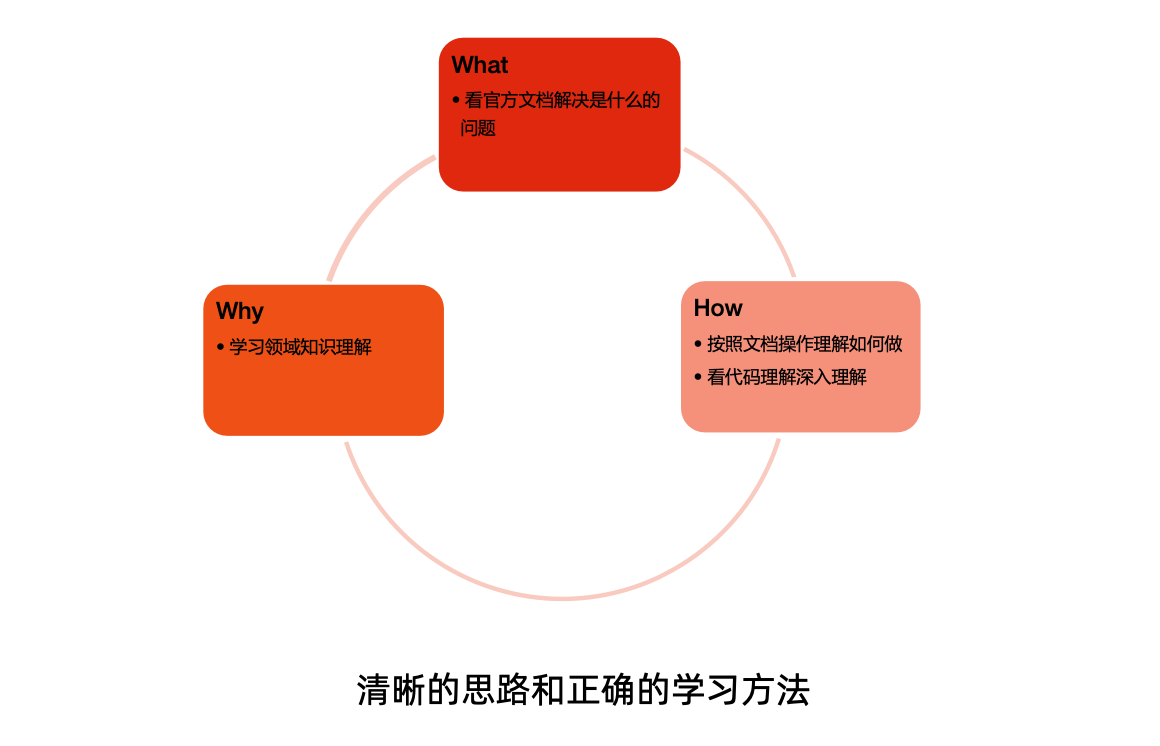 What
• 看官方文档解决是什么的
问题
Why
• 学习领域知识理解
How
• 按照文档操作理解如何做
• 看代码理解深入理解
清晰的思路和正确的学习方法